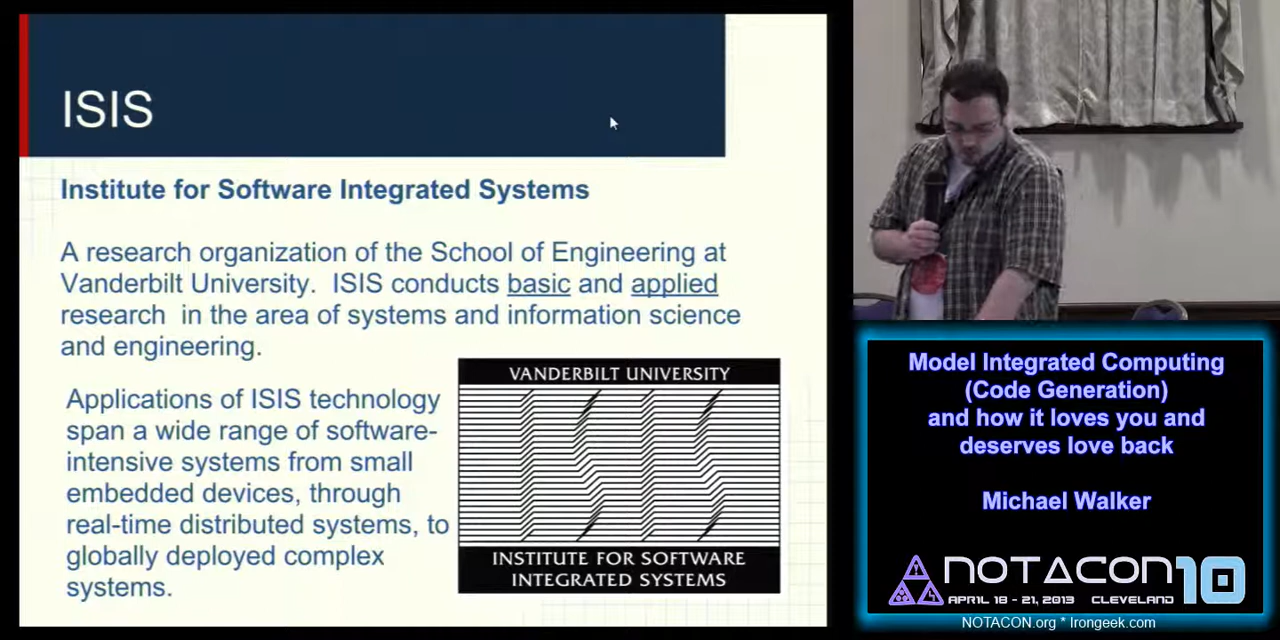 ISIS
Institute for Software Integrated Systems
A research organization of the School of Engineering at
Vanderbilt University.  ISIS conducts basic and applied
research  in the area of systems and information science
and engineering.
Applications of ISIS technology
span a wide range of software-
intensive systems from small
embedded devices, through
real-time distributed systems, to
globally deployed complex
systems.
VANDERBILT UNIVERSITY
ISIS
INSTITUTE FOR SOFTWARE
INTEGRATED SYSTEMS
Model Integrated Computing
(Code Generation)
and how it loves you and
deserves love back
Michael Walker
NOTACON 10
APRIL 18 - 21, 2013 CLEVELAND
NOTACON.org * Irongeek.com